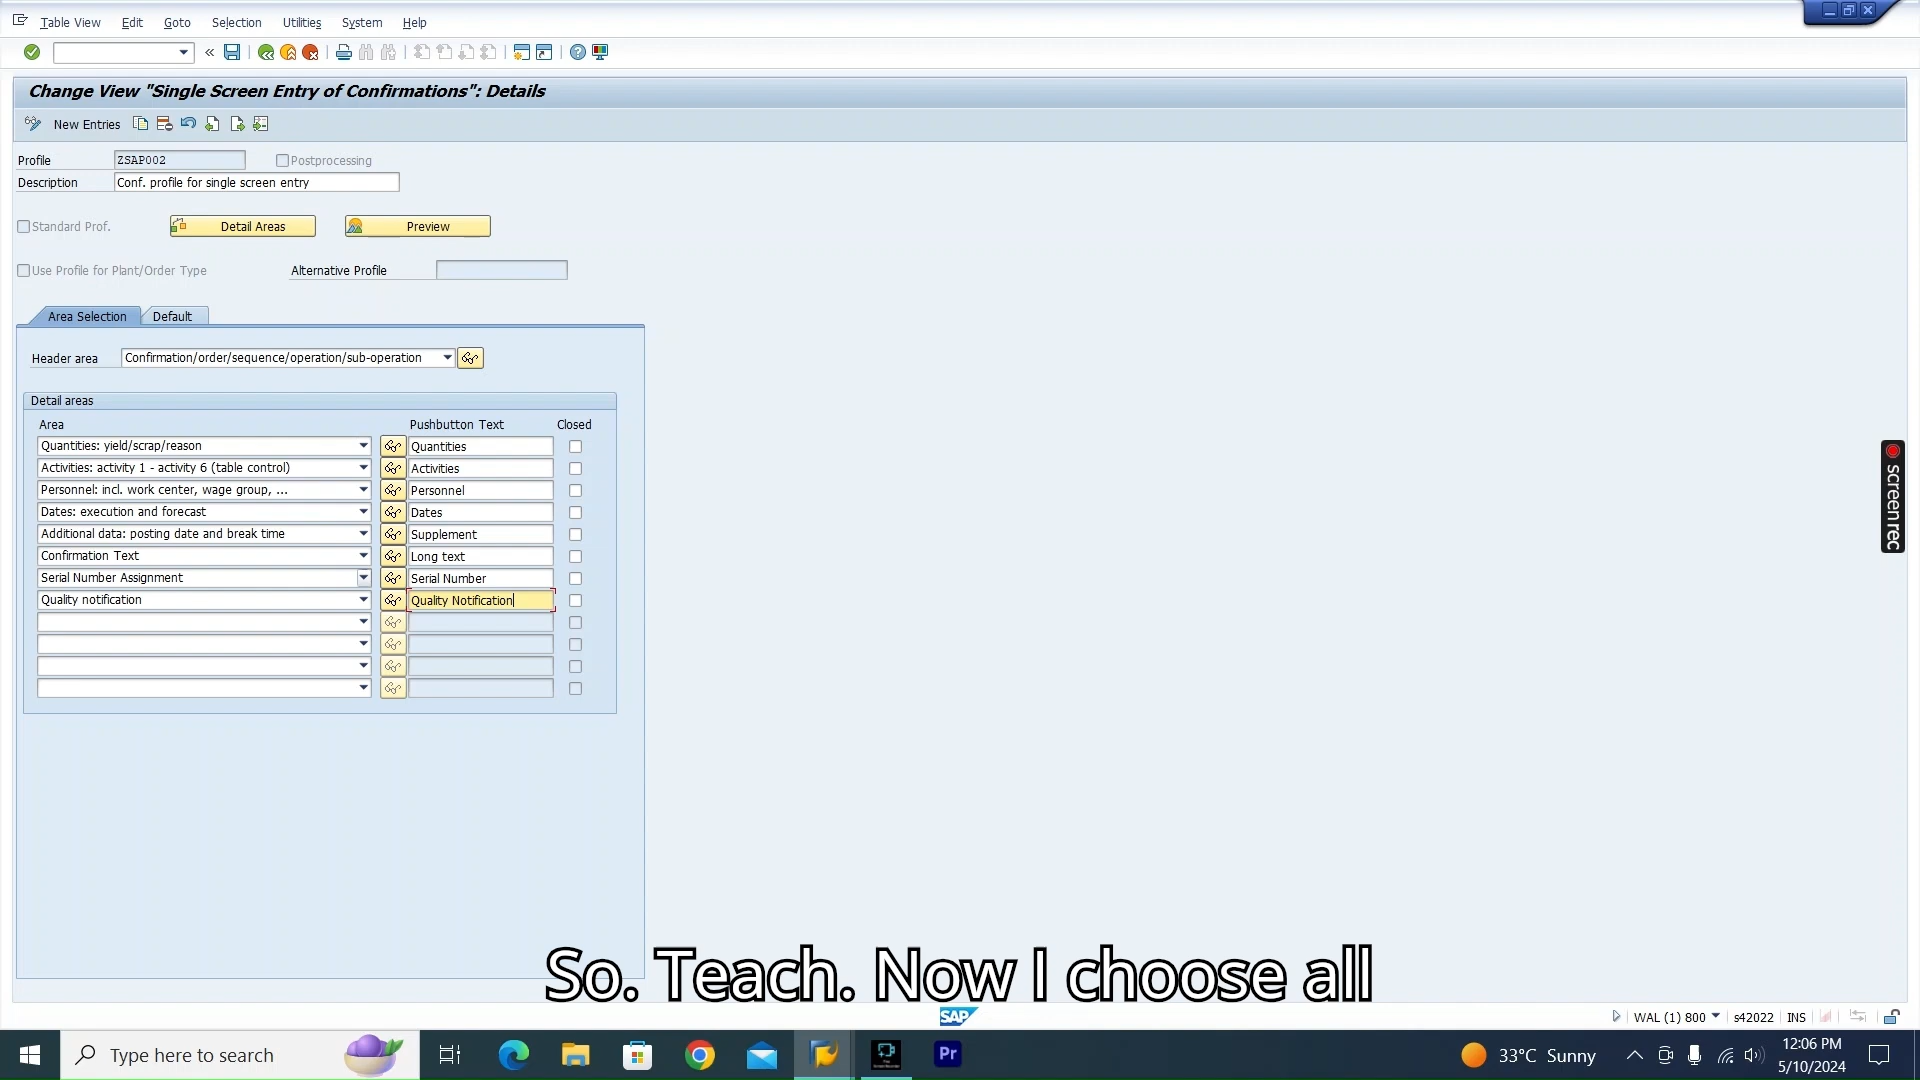 Table View Edit Goto Selection Utilities System Help
Change View "Single Screen Entry of Confirmations": Details
New Entries
Profile ZSAP002 Postprocessing
Description Conf. profile for single screen entry
Standard Prof. Detail Areas Preview
Use Profile for Plant/Order Type Alternative Profile
Area Selection Default
Header area Confirmation/order/sequence/operation/sub-operation
Detail areas
Area Pushbutton Text Closed
Quantities: yield/scrap/reason Quantities
Activities: activity 1 - activity 6 (table control) Activities
Personnel: incl. work center, wage group, ... Personnel
Dates: execution and forecast Dates
Additional data: posting date and break time Supplement
Confirmation Text Long text
Serial Number Assignment Serial Number
Quality notification Quality Notification
screenrec
So. Teach. Now I choose all
SAP
WAL (1) 800 s42022 INS
Type here to search
Pr
33°C Sunny
12:06 PM
5/10/2024